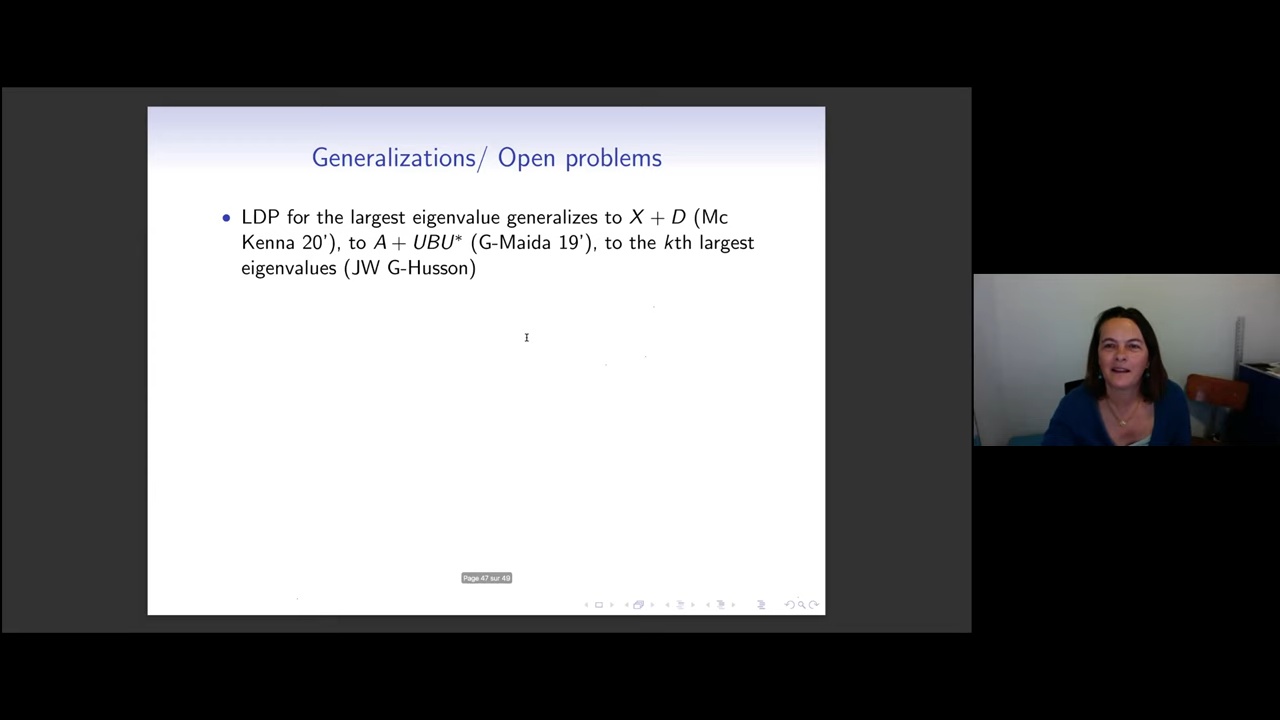 Generalizations/ Open problems
• LDP for the largest eigenvalue generalizes to X + D (Mc
Kenna 20'), to A + UBU* (G-Maida 19'), to the kth largest
eigenvalues (JW G-Husson)
Page 47 sur 49